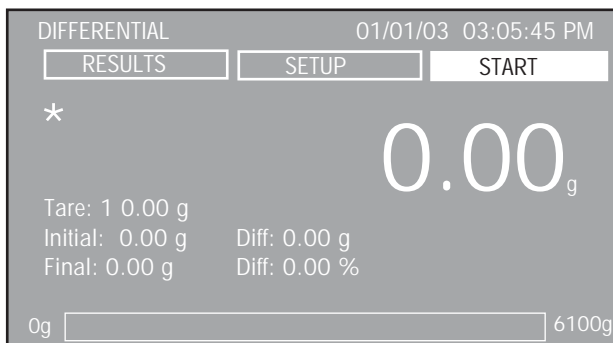 DIFFERENTIAL 01/01/03 03:05:45 PM
RESULTS SETUP START
*
0.00g
Tare: 1 0.00 g
Initial: 0.00 g Diff: 0.00 g
Final: 0.00 g Diff: 0.00 %
0g 6100g